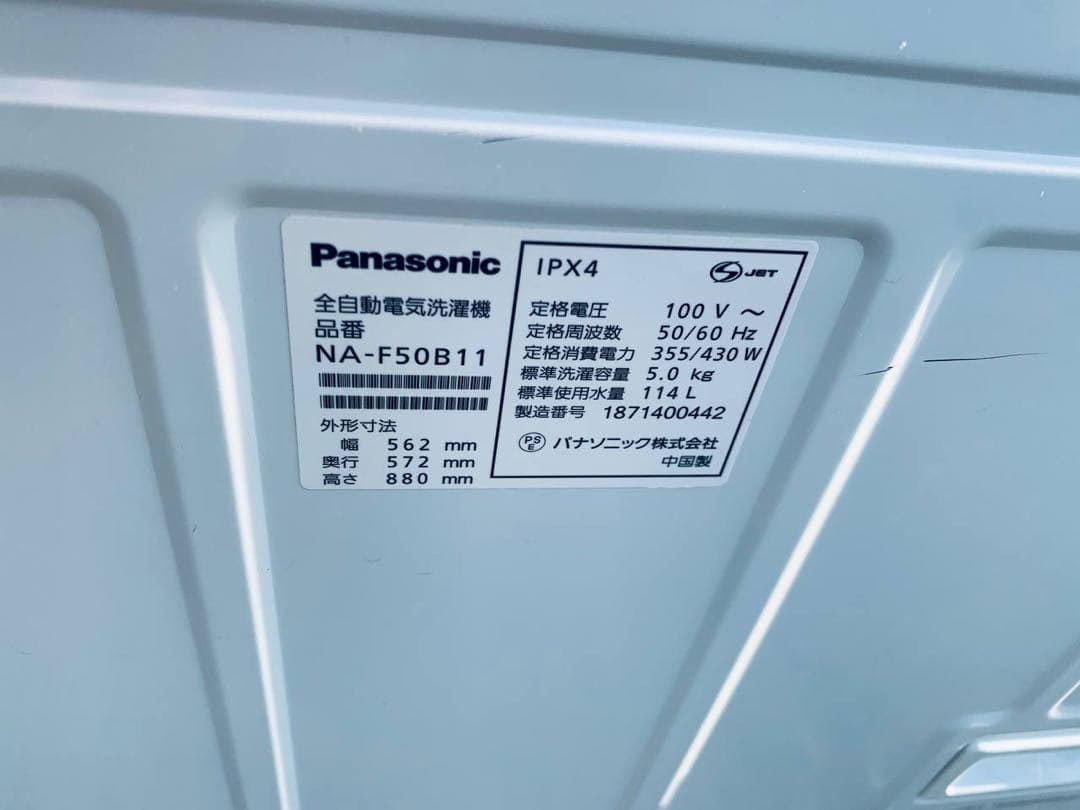 Panasonic
全自動電気洗濯機
品番
NA-F50B11
外形寸法
幅 562 mm
奥行 572 mm
高さ 880 mm
IPX4
S JET
定格電圧 100 V ～
定格周波数 50/60 Hz
定格消費電力 355/430 W
標準洗濯容量 5.0 kg
標準使用水量 114 L
製造番号 1871400442
PSE パナソニック株式会社
中国製